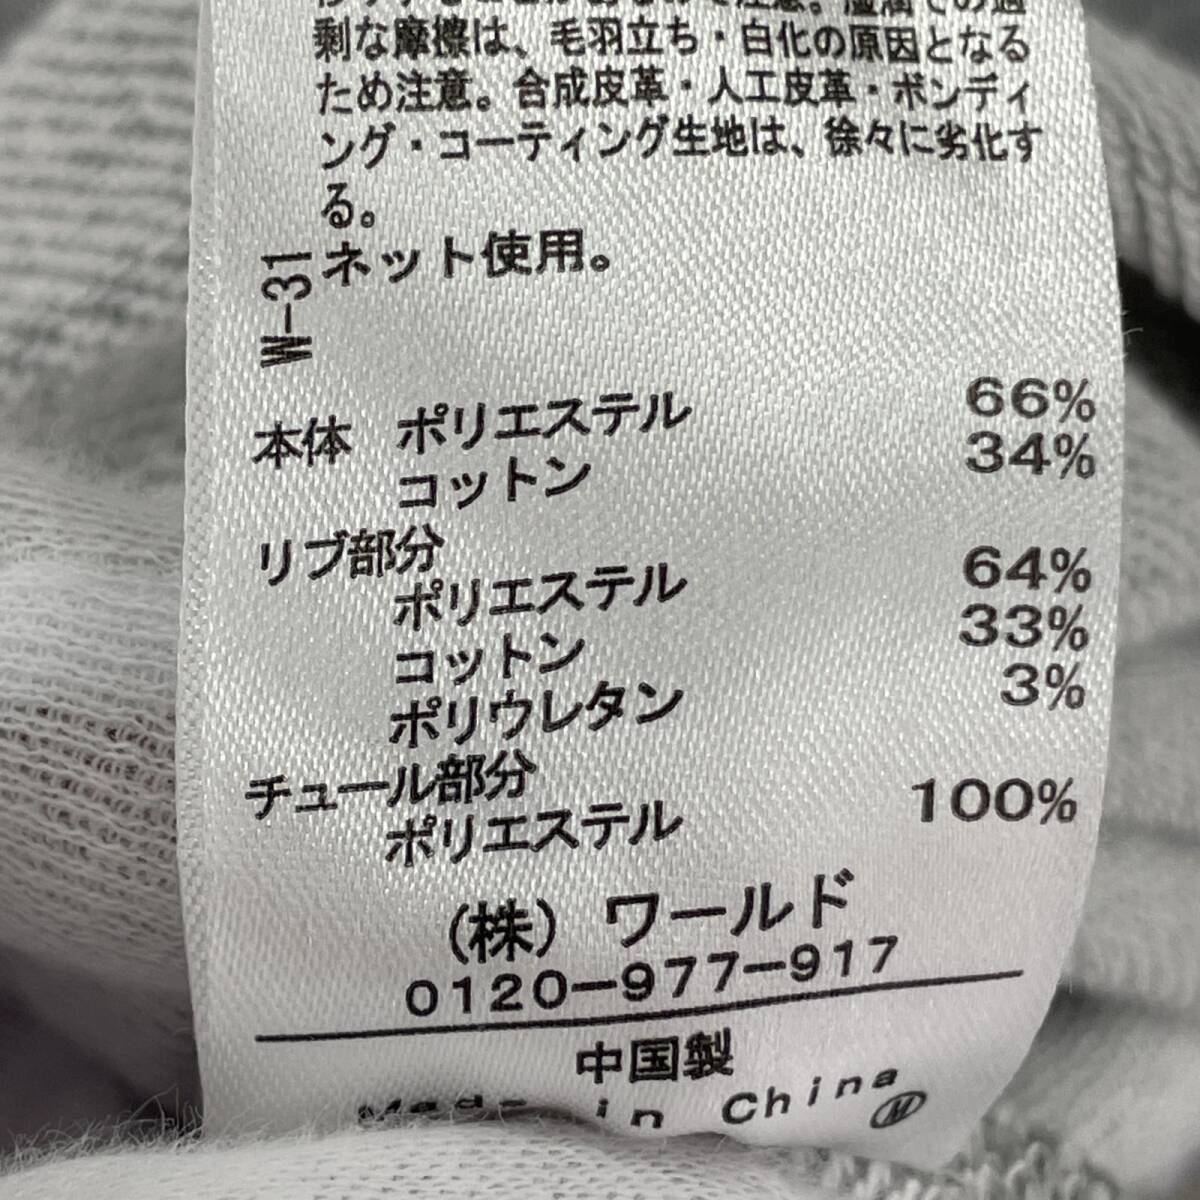 剰な摩擦は、毛羽立ち・白化の原因となる
ため注意。合成皮革・人工皮革・ボンディ
ング・コーティング生地は、徐々に劣化す
る。
ネット使用。
W-31
本体 ポリエステル 66%
コットン 34%
リブ部分
ポリエステル 64%
コットン 33%
ポリウレタン 3%
チュール部分
ポリエステル 100%
(株) ワールド
0120-977-917
中国製
Made in China